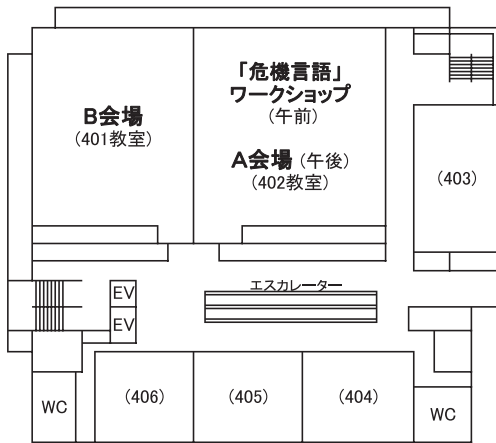 「危機言語」
ワークショップ
(午前)
B会場
(401教室)
A会場 (午後)
(402教室)
(403)
エスカレーター
EV
EV
WC
(406)
(405)
(404)
WC